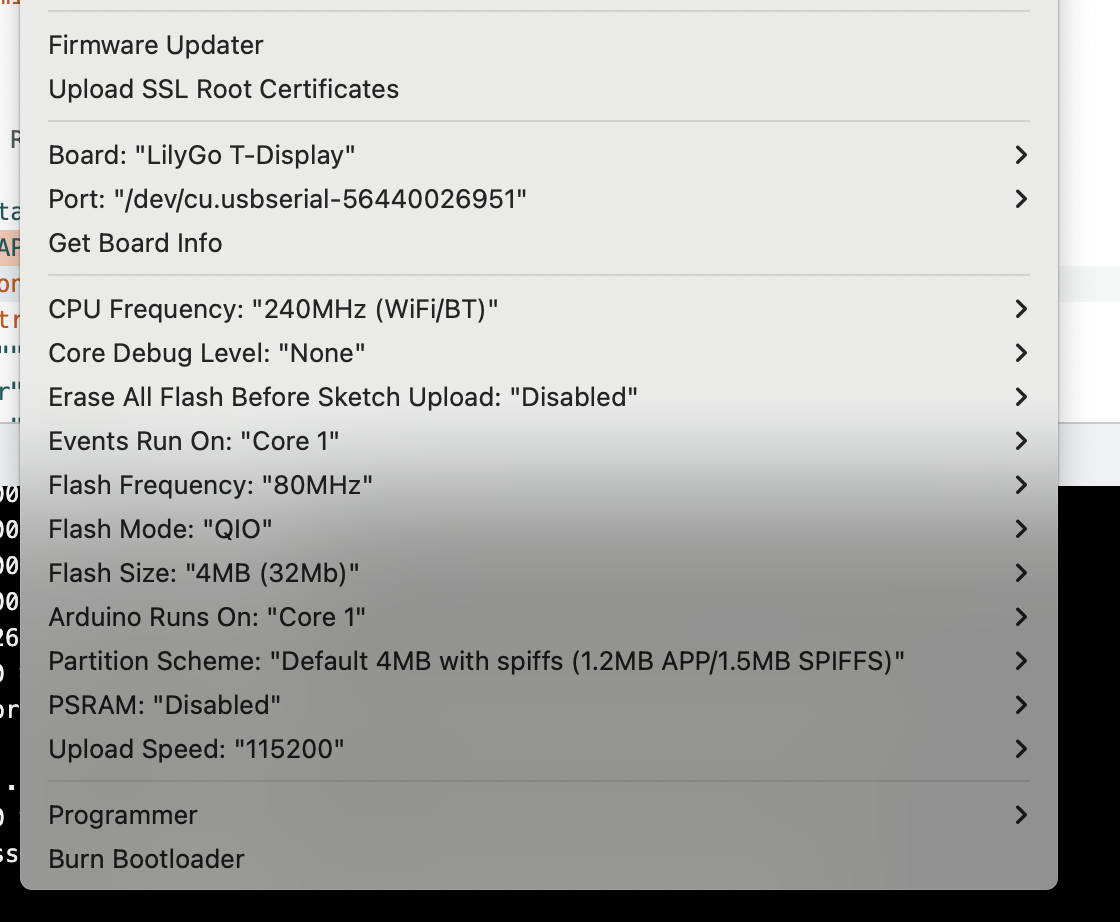 Firmware Updater
Upload SSL Root Certificates
Board: "LilyGo T-Display"
Port: "/dev/cu.usbserial-56440026951"
Get Board Info
CPU Frequency: "240MHz (WiFi/BT)"
Core Debug Level: "None"
Erase All Flash Before Sketch Upload: "Disabled"
Events Run On: "Core 1"
Flash Frequency: "80MHz"
Flash Mode: "QIO"
Flash Size: "4MB (32Mb)"
Arduino Runs On: "Core 1"
Partition Scheme: "Default 4MB with spiffs (1.2MB APP/1.5MB SPIFFS)"
PSRAM: "Disabled"
Upload Speed: "115200"
Programmer
Burn Bootloader